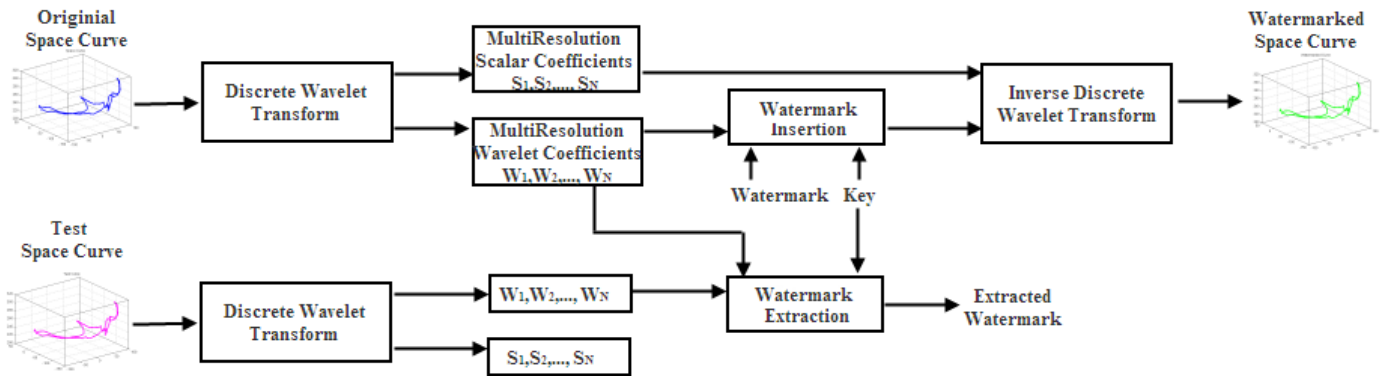 Originial
Space Curve
Discrete Wavelet
Transform
MultiResolution
Scalar Coefficients
S1,S2,..., SN
MultiResolution
Wavelet Coefficients
W1,W2,..., WN
Watermark
Insertion
Watermark
Key
Inverse Discrete
Wavelet Transform
Watermarked
Space Curve
Test
Space Curve
Discrete Wavelet
Transform
W1,W2,..., WN
S1,S2,..., SN
Watermark
Extraction
Extracted
Watermark